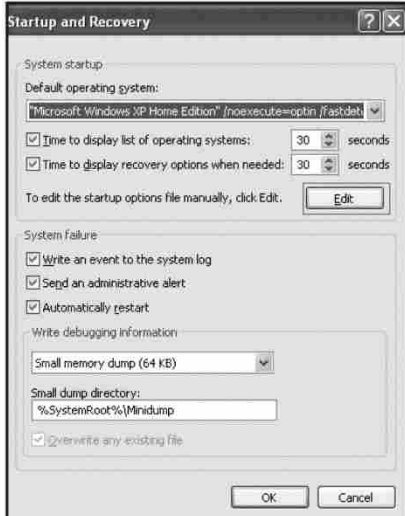 Startup and Recovery
System startup
Default operating system:
"Microsoft Windows XP Home Edition" /noexecute=optin /fastdet
Time to display list of operating systems: 30 seconds
Time to display recovery options when needed: 30 seconds
To edit the startup options file manually, click Edit. Edit
System failure
Write an event to the system log
Send an administrative alert
Automatically restart
Write debugging information
Small memory dump (64 KB)
Small dump directory:
%SystemRoot%\Minidump
Overwrite any existing file
OK Cancel